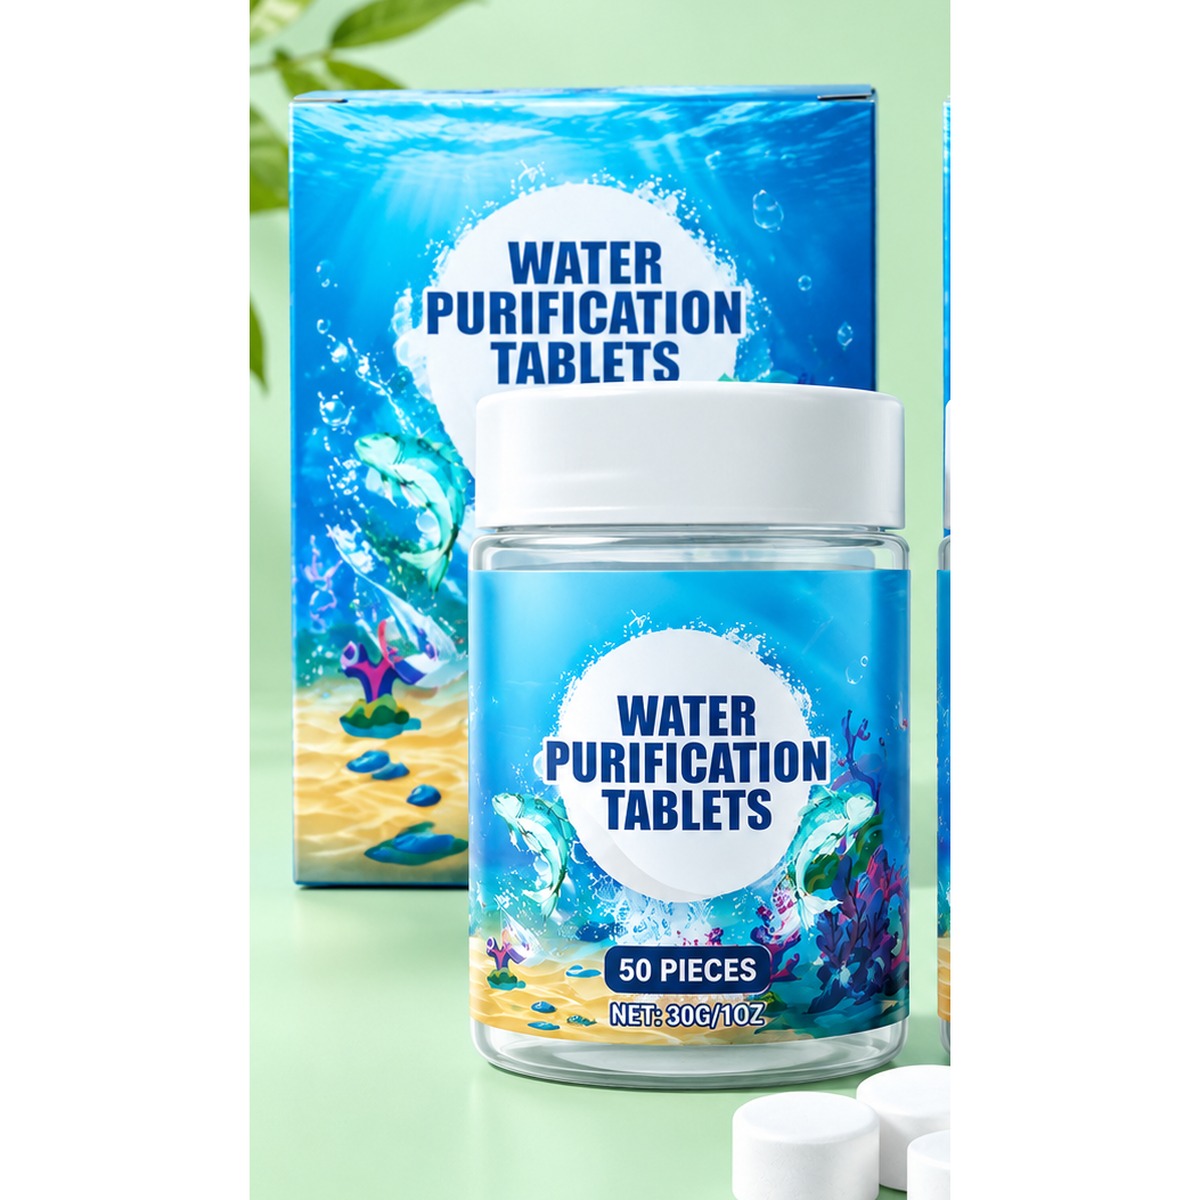 WATER
PURIFICATION
TABLETS
WATER
PURIFICATION
TABLETS
50 PIECES
NET: 30G/1OZ